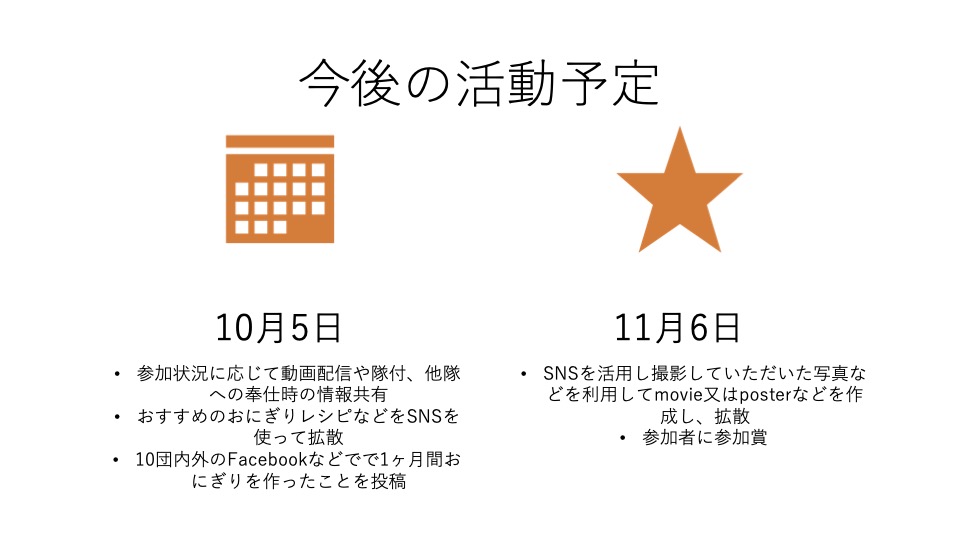 今後の活動予定
10月5日
• 参加状況に応じて動画配信や隊付、他隊
への奉仕時の情報共有
• おすすめのおにぎりレシピなどをSNSを
使って拡散
• 10団内外のFacebookなどでで1ヶ月間お
にぎりを作ったことを投稿
11月6日
• SNSを活用し撮影していただいた写真な
どを利用してmovie又はposterなどを作
成し、拡散
• 参加者に参加賞